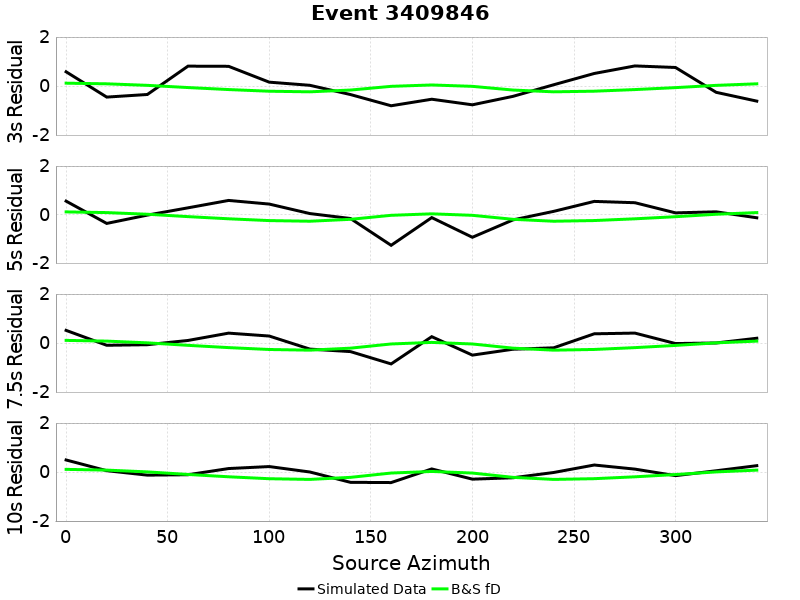 Event 3409846
3s Residual
2
0
-2
5s Residual
2
0
-2
7.5s Residual
2
0
-2
10s Residual
2
0
-2
0 50 100 150 200 250 300
Source Azimuth
Simulated Data B&S fD